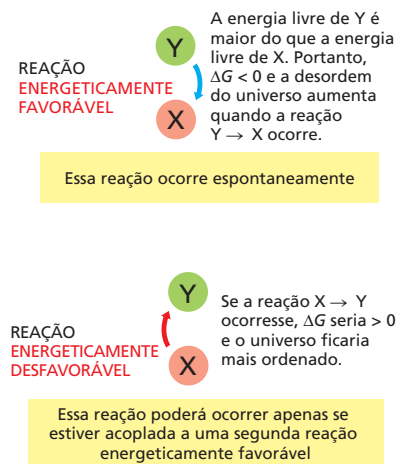 REAÇÃO
ENERGETICAMENTE
FAVORÁVEL
Y
X
A energia livre de Y é
maior do que a energia
livre de X. Portanto,
ΔG < 0 e a desordem
do universo aumenta
quando a reação
Y → X ocorre.
Essa reação ocorre espontaneamente
REAÇÃO
ENERGETICAMENTE
DESFAVORÁVEL
Y
X
Se a reação X → Y
ocorresse, ΔG seria > 0
e o universo ficaria
mais ordenado.
Essa reação poderá ocorrer apenas se
estiver acoplada a uma segunda reação
energeticamente favorável